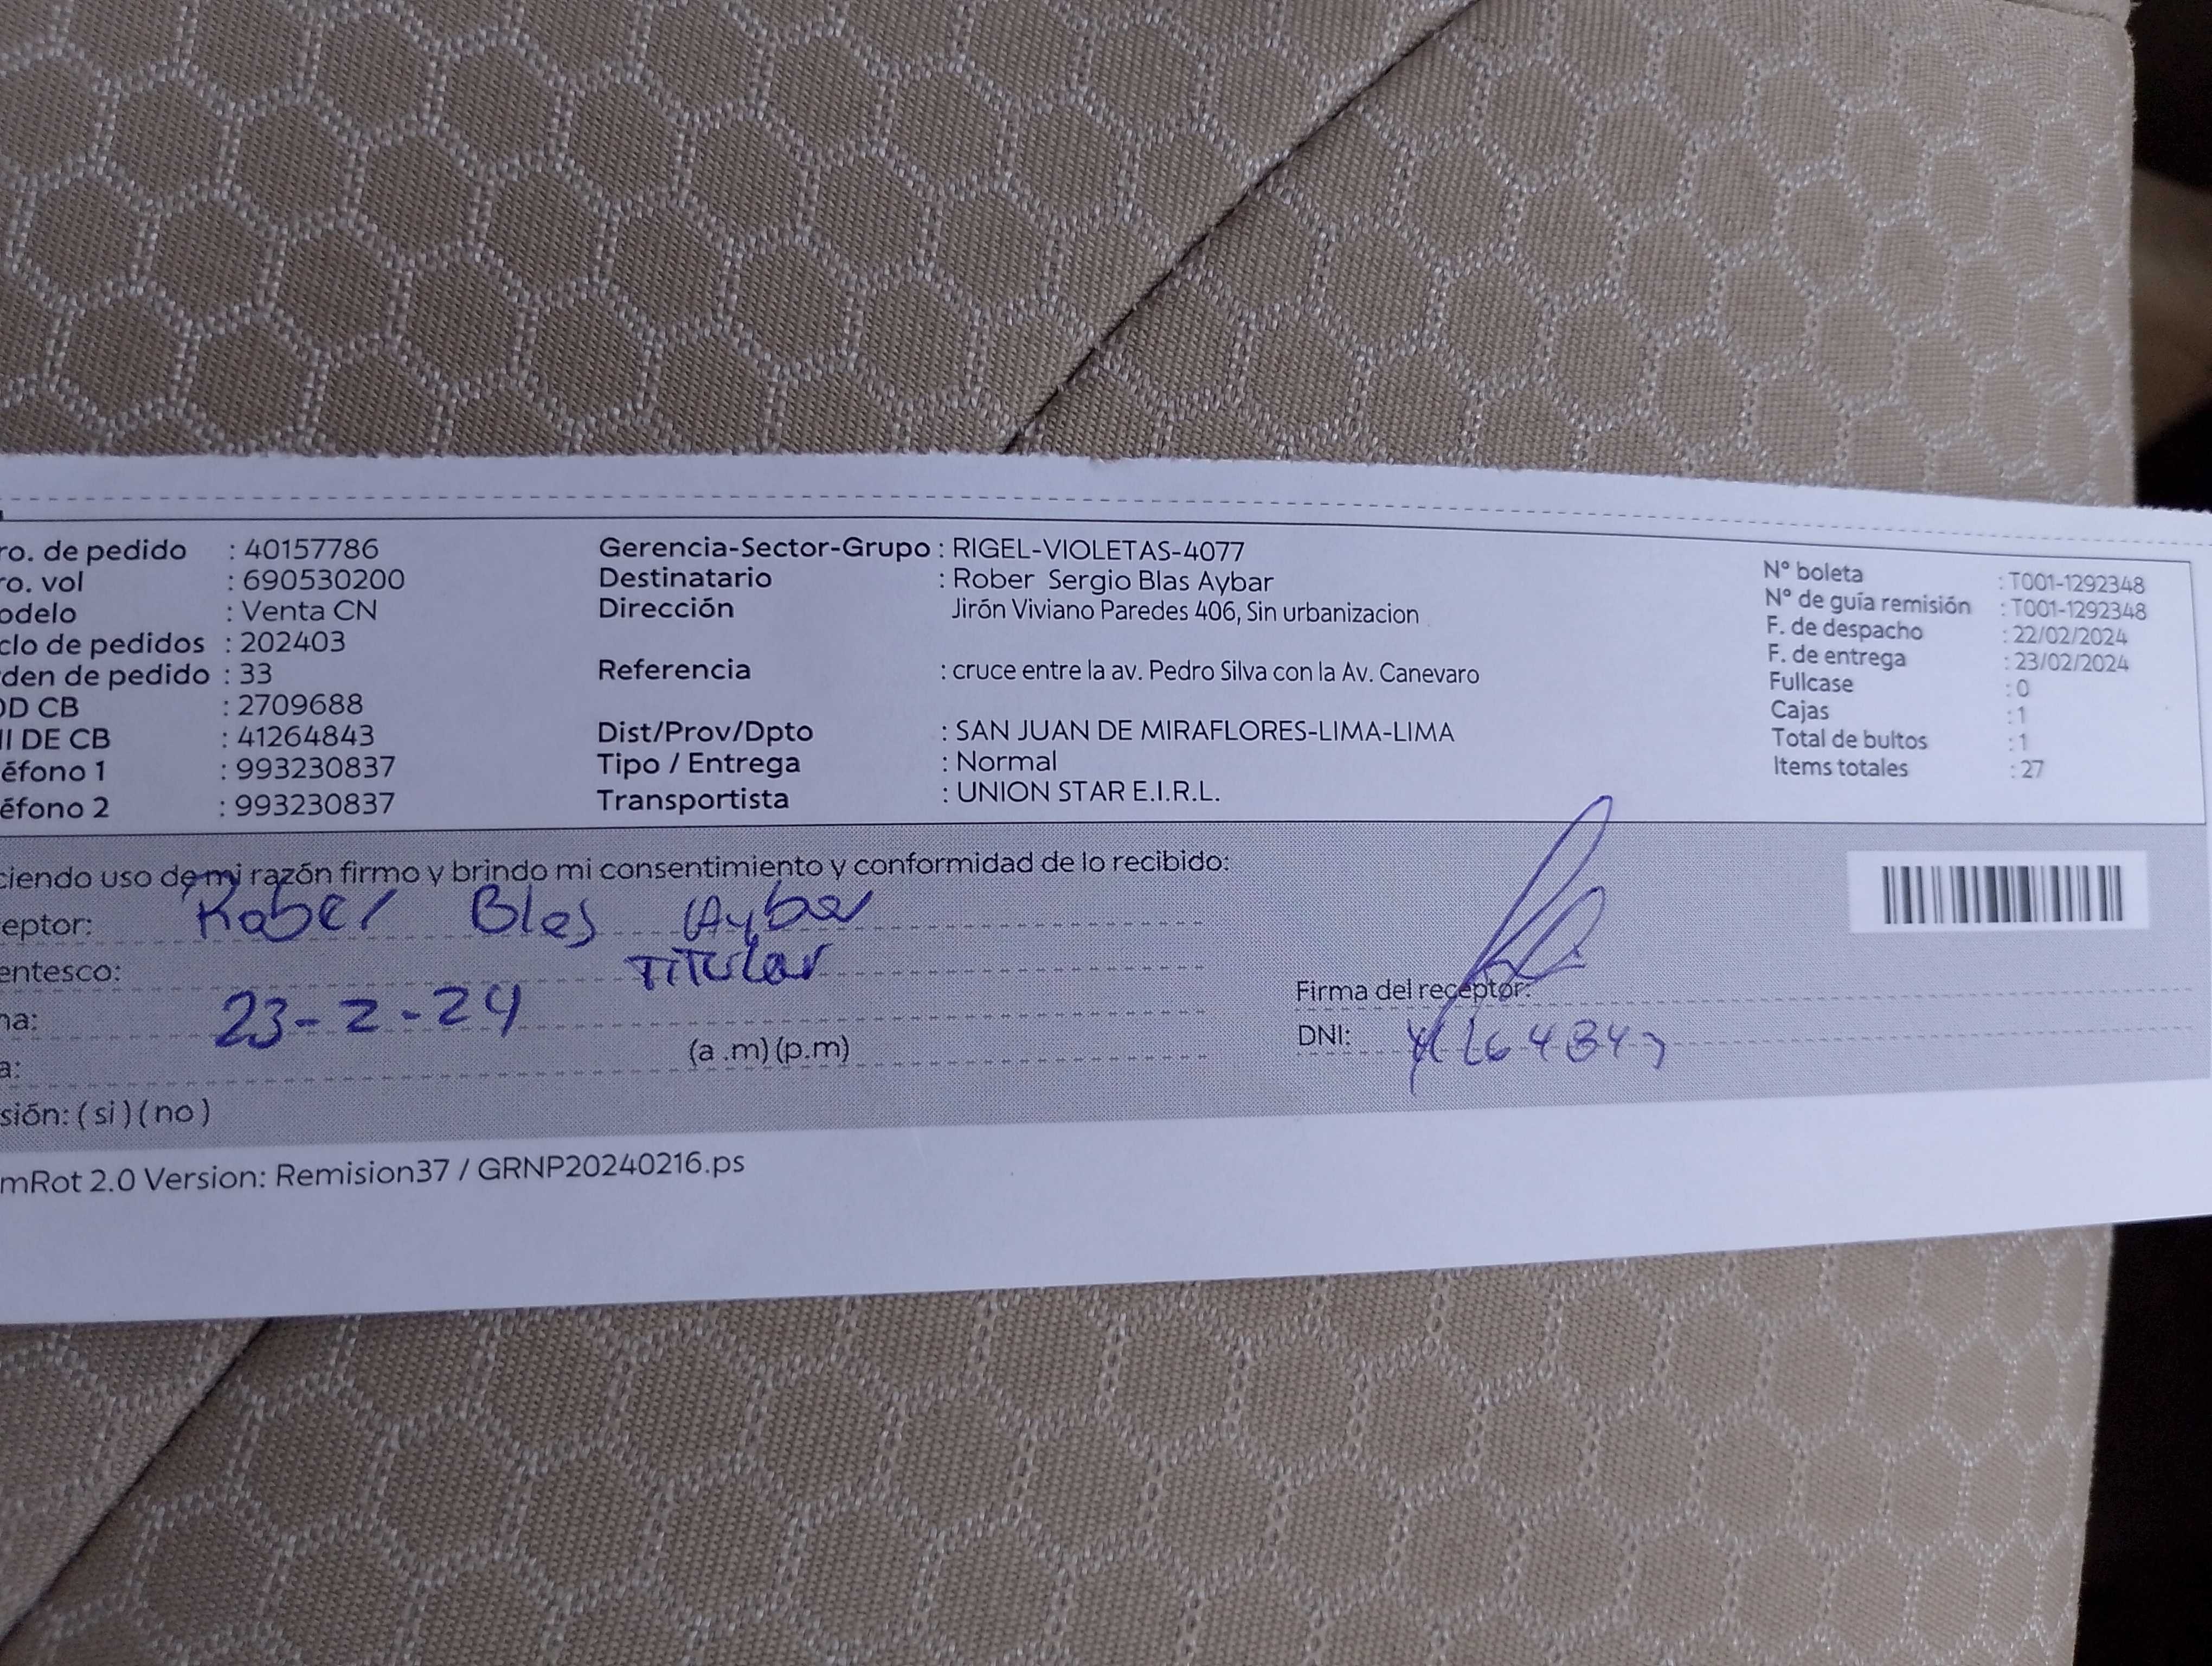 ro. de pedido : 40157786
ro. vol : 690530200
odelo : Venta CN
clo de pedidos : 202403
den de pedido : 33
OD CB : 2709688
II DE CB : 41264843
éfono 1 : 993230837
éfono 2 : 993230837
Gerencia-Sector-Grupo : RIGEL-VIOLETAS-4077
Destinatario : Rober Sergio Blas Aybar
Dirección Jirón Viviano Paredes 406, Sin urbanizacion
Referencia : cruce entre la av. Pedro Silva con la Av. Canevaro
Dist/Prov/Dpto : SAN JUAN DE MIRAFLORES-LIMA-LIMA
Tipo / Entrega : Normal
Transportista : UNION STAR E.I.R.L.
N° boleta : T001-1292348
N° de guía remisión : T001-1292348
F. de despacho : 22/02/2024
F. de entrega : 23/02/2024
Fullcase : 0
Cajas : 1
Total de bultos : 1
Items totales : 27
ciendo uso de mi razón firmo y brindo mi consentimiento y conformidad de lo recibido:
eptor: Rober Blas Aybar
entesco: Titular
na: 23-2-24
a: (a .m) (p.m)
sión: ( si ) ( no )
Firma del receptor:
DNI: 41264843
mRot 2.0 Version: Remision37 / GRNP20240216.ps